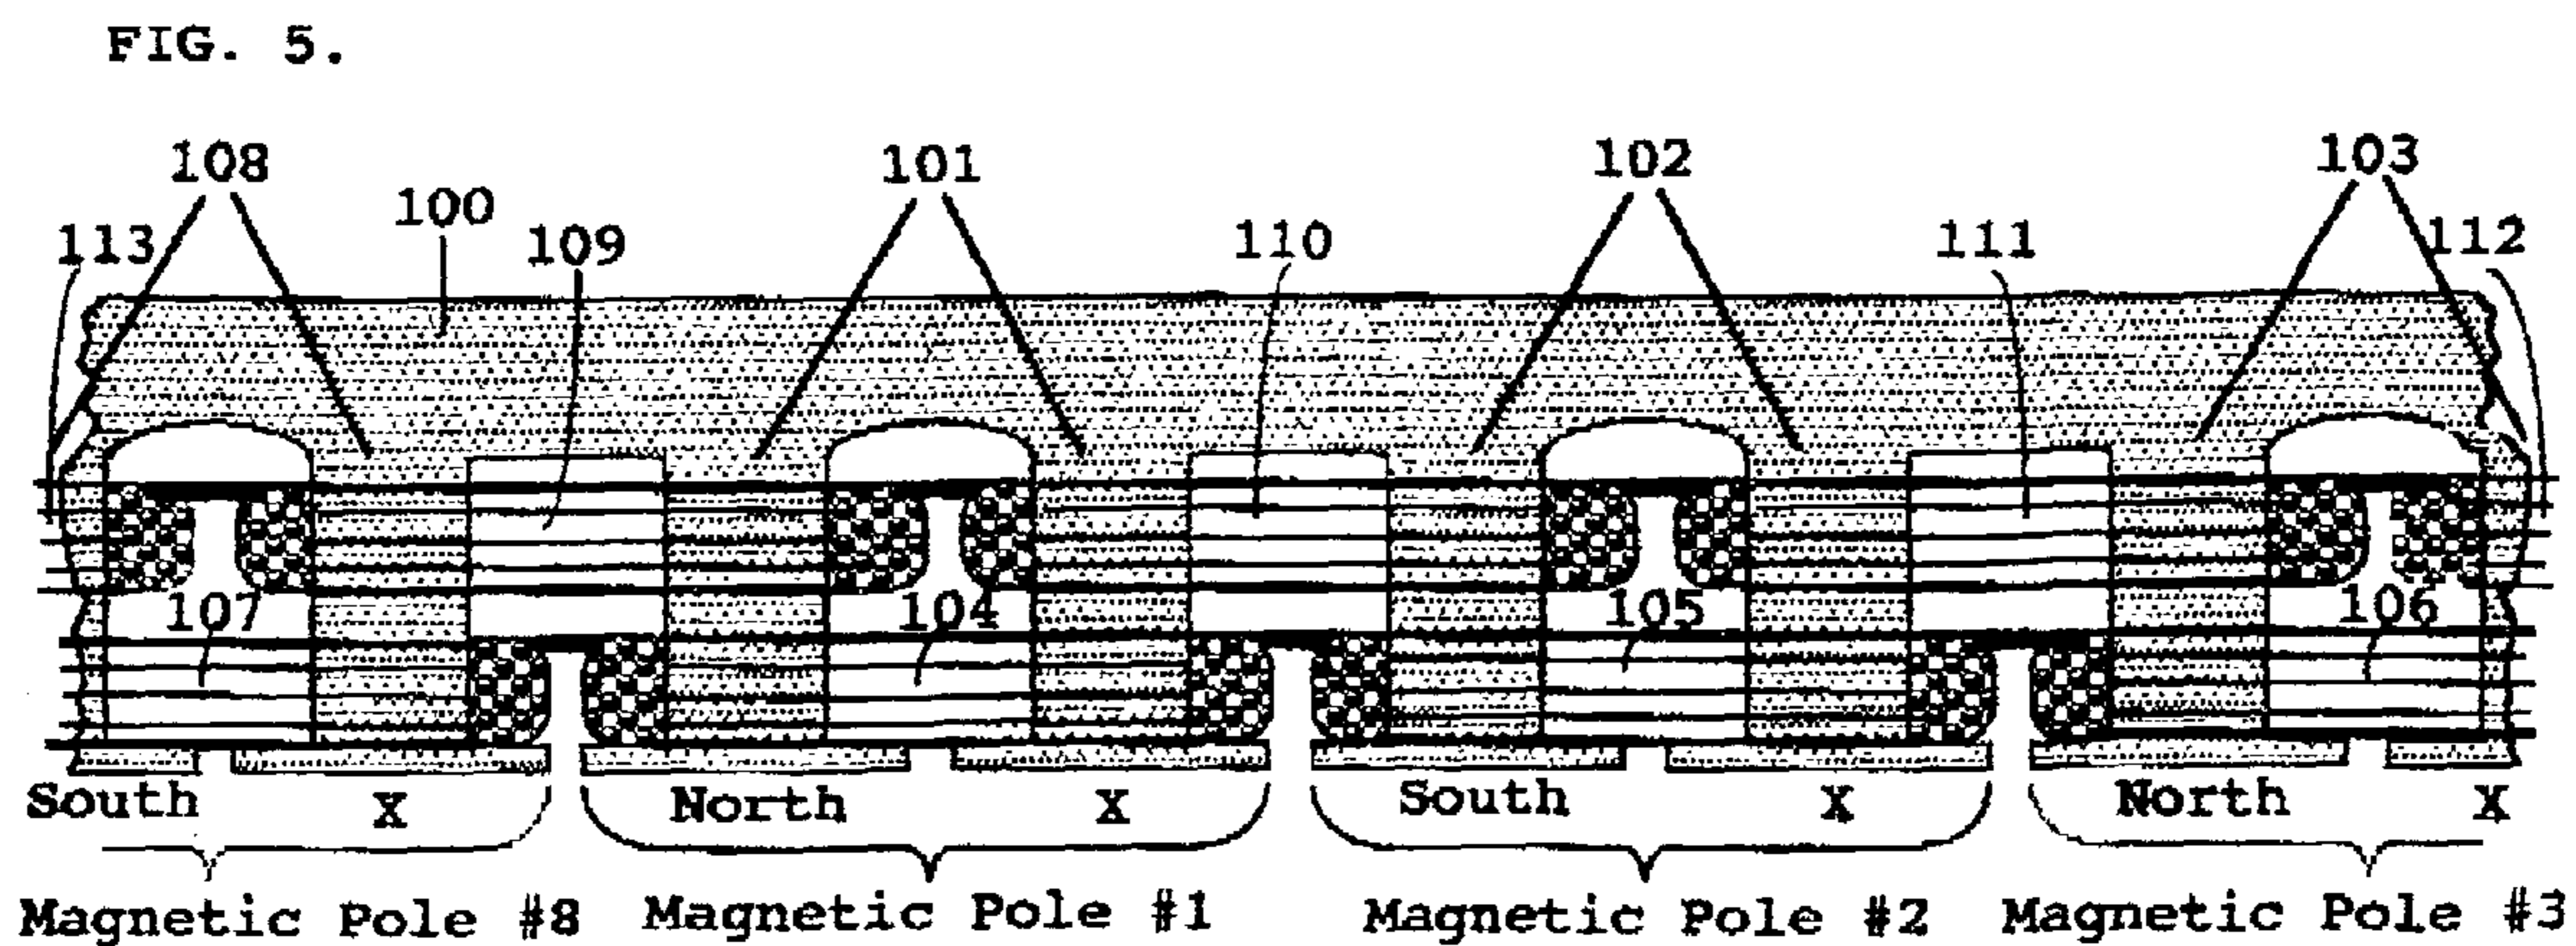 FIG. 5.
108 101 102 103
100
113 109 110 111 112
107 104 105 106
South X North X South X North X
Magnetic Pole #8 Magnetic Pole #1 Magnetic Pole #2 Magnetic Pole #3